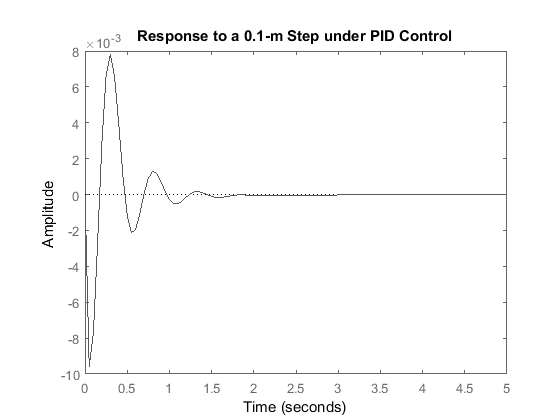 Response to a 0.1-m Step under PID Control
×10-3
8
6
4
2
0
-2
-4
-6
-8
-10
Amplitude
0 0.5 1 1.5 2 2.5 3 3.5 4 4.5 5
Time (seconds)